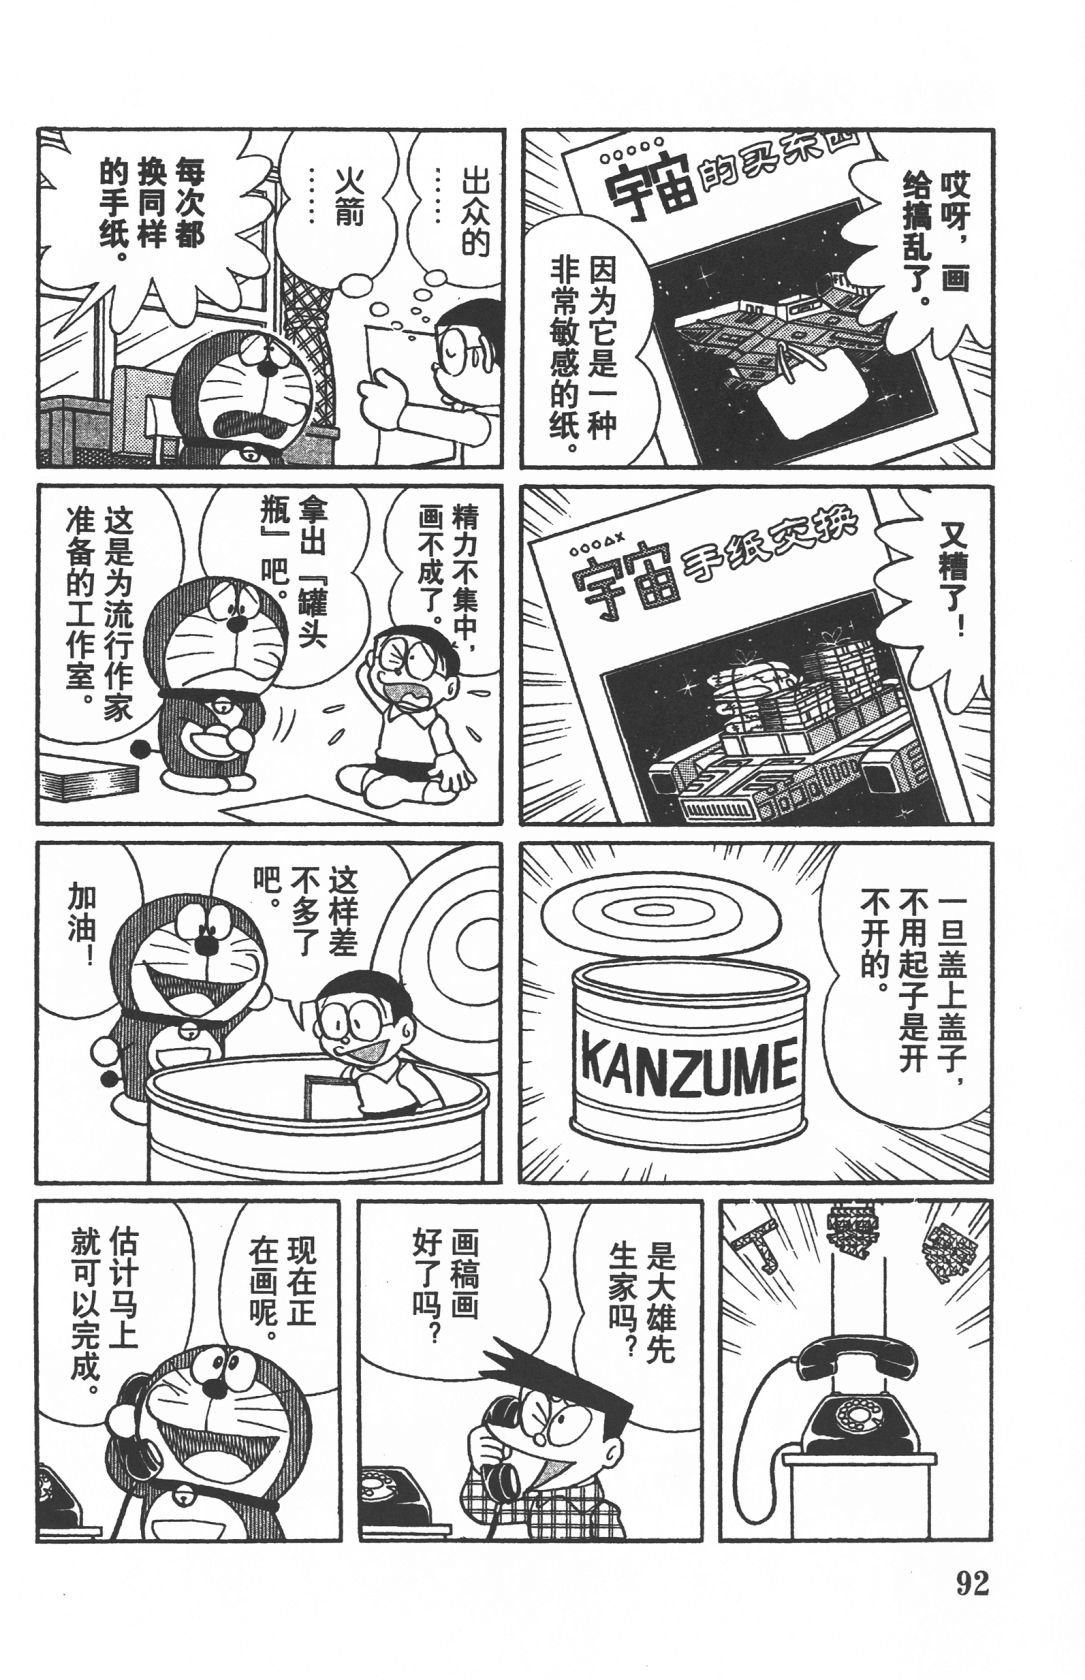 哎呀，画
给搞乱了。
宇宙的买东西
因为它是一种
非常敏感的纸。
出众的
……
火箭
……
每次都
换同样
的手纸。
又糟了！
○○○△×
宇宙手纸交换
精力不集中，
画不成了。
拿出『罐头
瓶』吧。
这是为流行作家
准备的工作室。
一旦盖上盖子，
不用起子是开
不开的。
KANZUME
这样差
不多了
吧。
加油！
是大雄先
生家吗？
画稿画
好了吗？
现在正
在画呢。
估计马上
就可以完成。
92